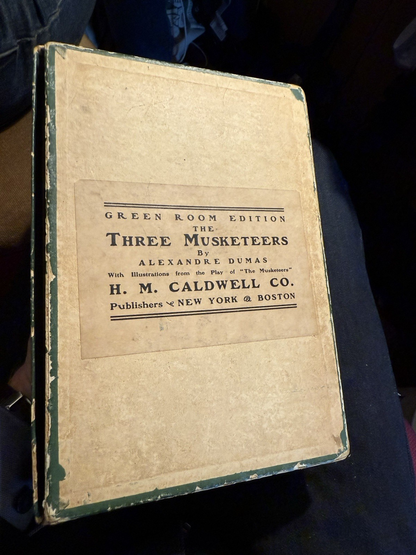 GREEN ROOM EDITION
THE
THREE MUSKETEERS
By
ALEXANDRE DUMAS
With Illustrations from the Play of "The Musketeers"
H. M. CALDWELL CO.
Publishers NEW YORK & BOSTON